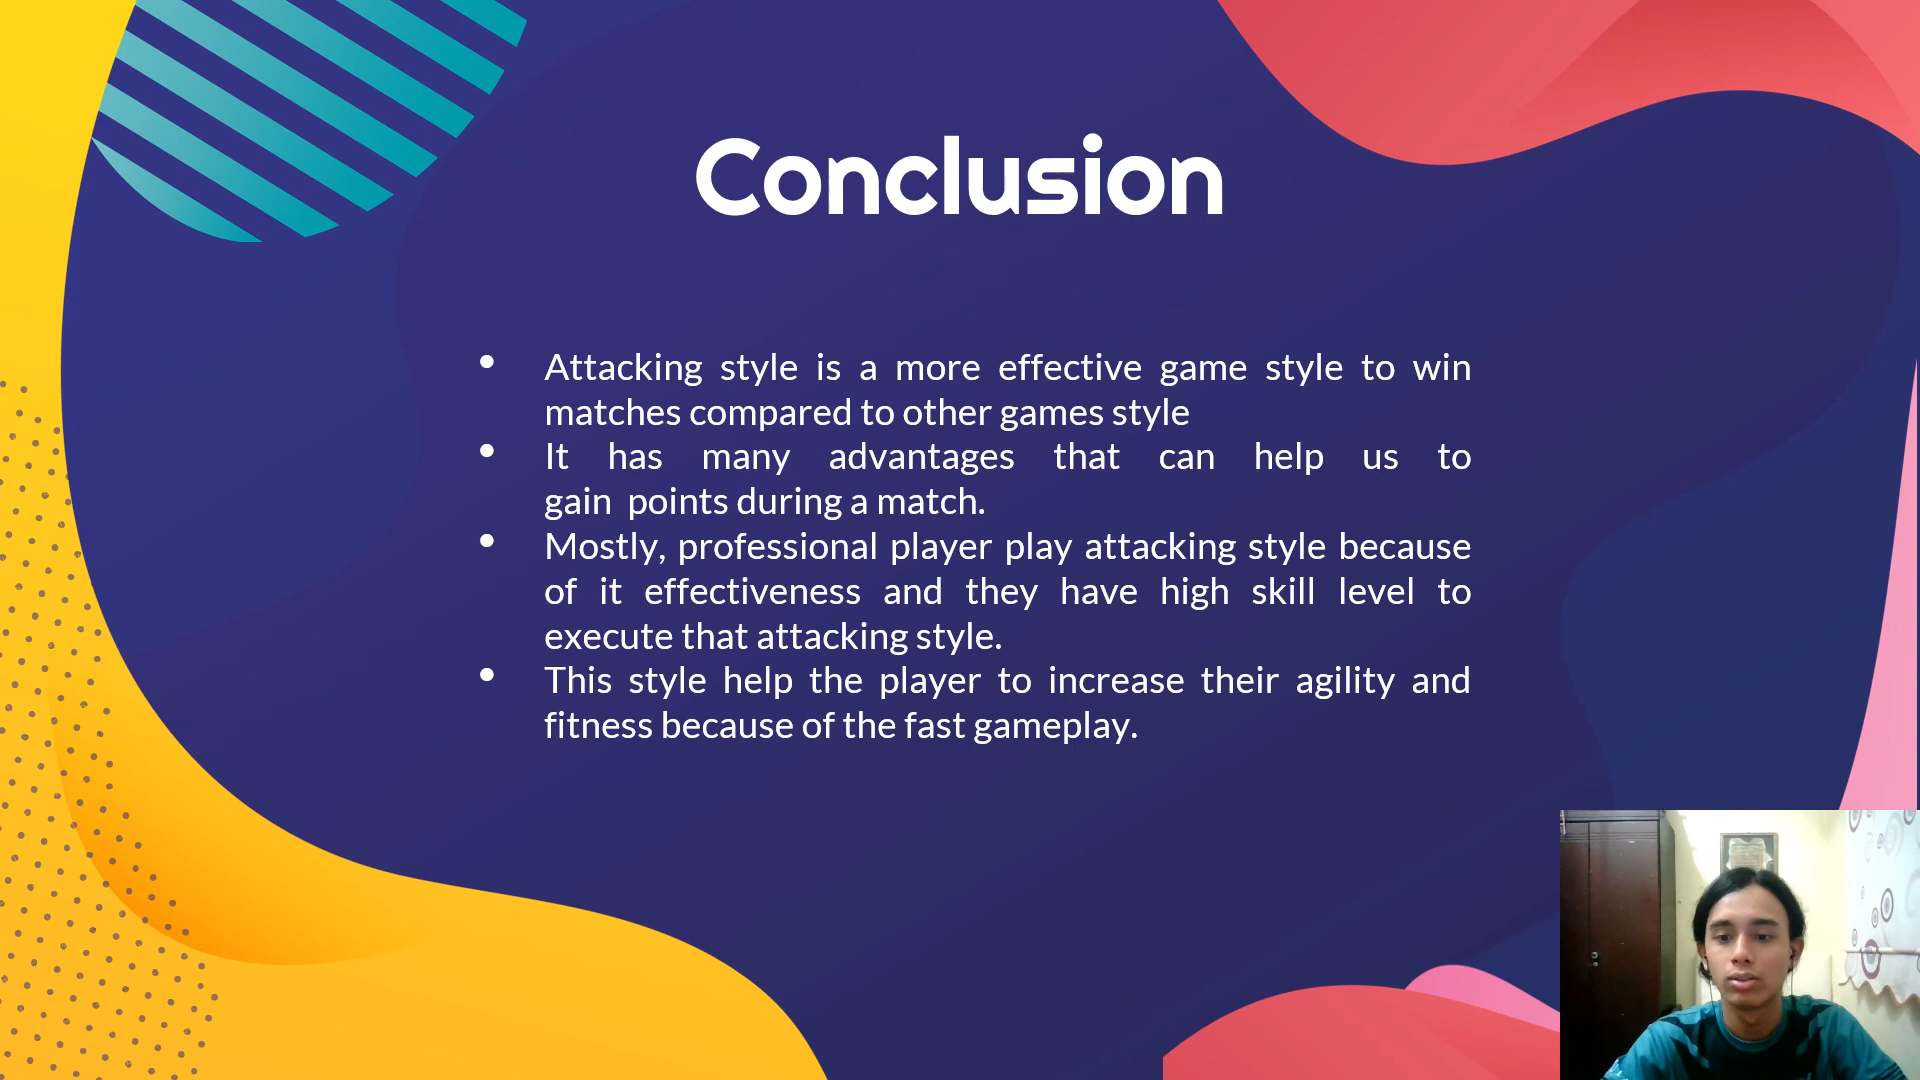 Conclusion
• Attacking style is a more effective game style to win
matches compared to other games style
• It has many advantages that can help us to
gain  points during a match.
• Mostly, professional player play attacking style because
of it effectiveness and they have high skill level to
execute that attacking style.
• This style help the player to increase their agility and
fitness because of the fast gameplay.